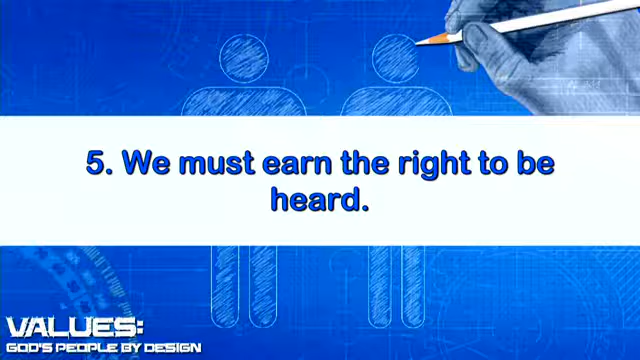 5. We must earn the right to be
heard.
VALUES:
GOD'S PEOPLE BY DESIGN